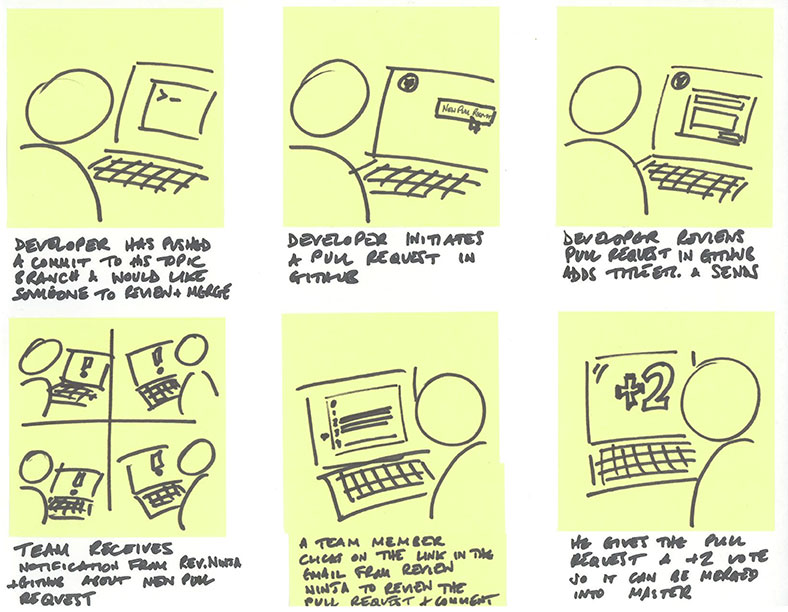 >_
DEVELOPER HAS PUSHED
A COMMIT TO HIS TOPIC
BRANCH & WOULD LIKE
SOMEONE TO REVIEW + MERGE
NEW PULL REQUEST
DEVELOPER INITIATES
A PULL REQUEST IN
GITHUB
DEVELOPER REVIEWS
PULL REQUEST IN GITHUB
ADDS TITLE ETC. & SENDS
!
!
!
!
TEAM RECEIVES
NOTIFICATION FROM REV.NINJA
+ GITHUB ABOUT NEW PULL
REQUEST
A TEAM MEMBER
CLICKS ON THE LINK IN THE
EMAIL FROM REVIEW
NINJA TO REVIEW THE
PULL REQUEST + COMMENT
+2
HE GIVES THE PULL
REQUEST A +2 VOTE
SO IT CAN BE MERGED
INTO MASTER